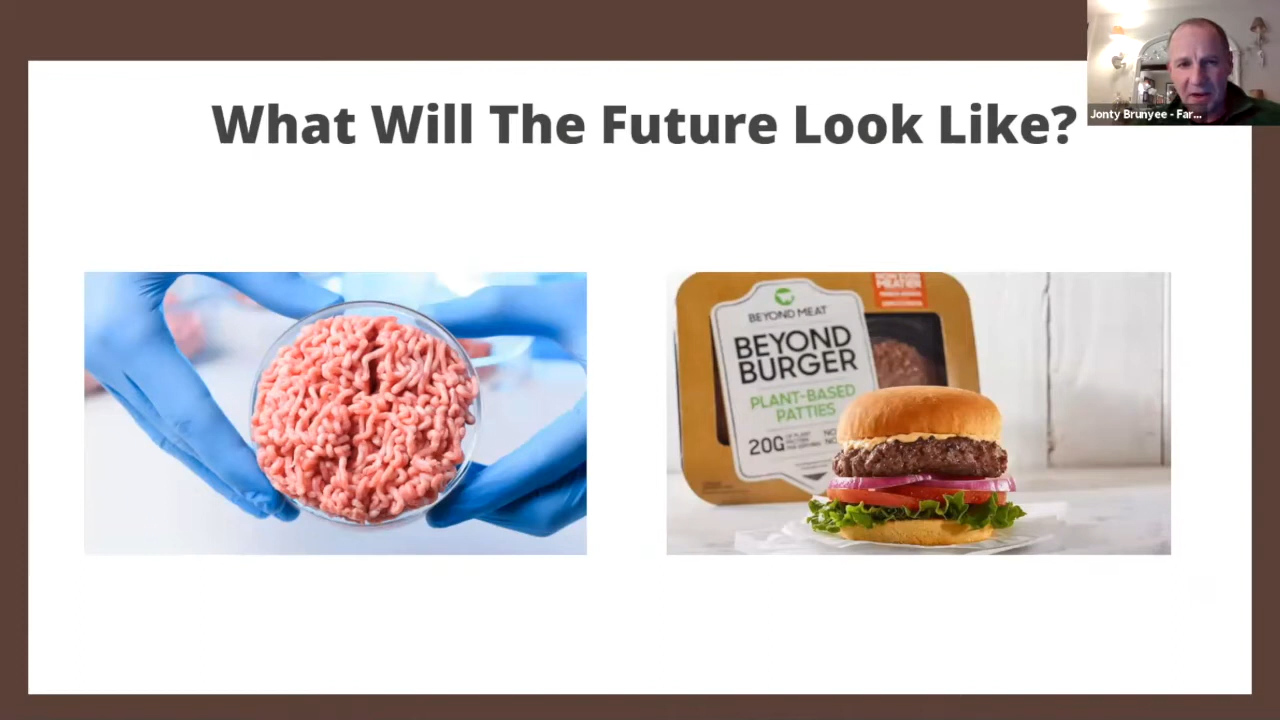 What Will The Future Look Like?
Jonty Brunyee - Far...
BEYOND MEAT
BEYOND
BURGER
PLANT-BASED
PATTIES
20G